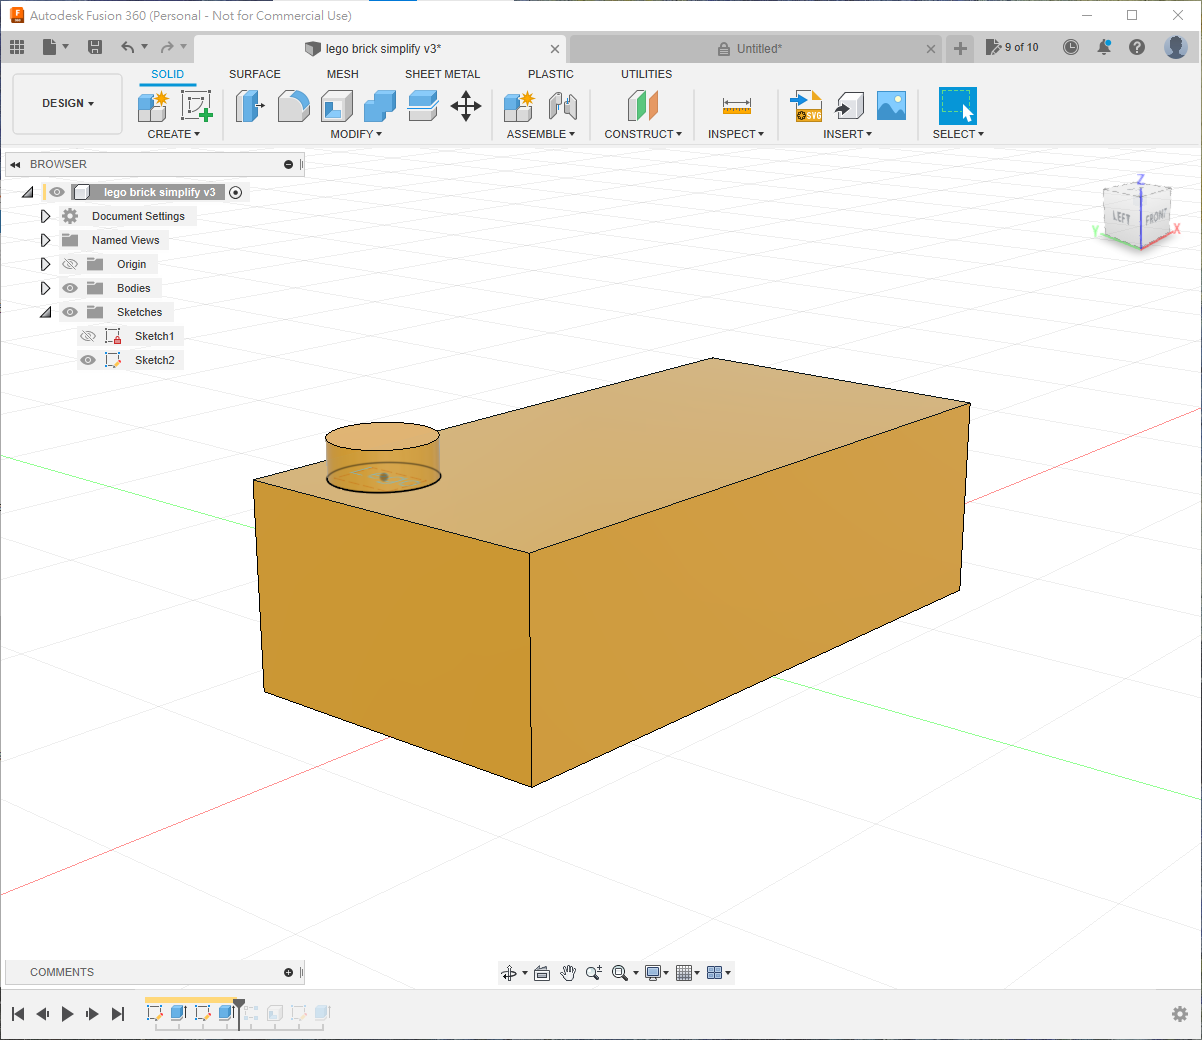 Autodesk Fusion 360 (Personal - Not for Commercial Use)
lego brick simplify v3*
Untitled*
9 of 10
DESIGN
SOLID SURFACE MESH SHEET METAL PLASTIC UTILITIES
CREATE MODIFY ASSEMBLE CONSTRUCT INSPECT INSERT SELECT
SVG
BROWSER
lego brick simplify v3
Document Settings
Named Views
Origin
Bodies
Sketches
Sketch1
Sketch2
Z
LEFT FRONT
Y X
COMMENTS